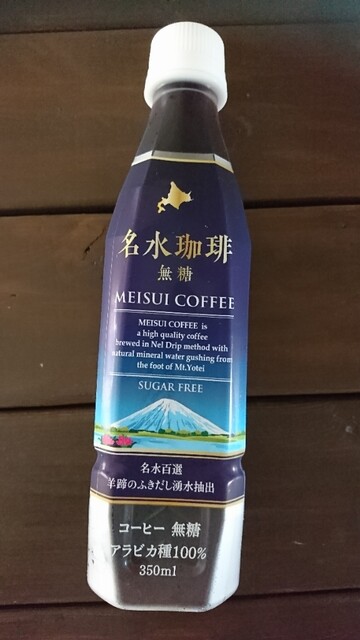 名水珈琲
無糖
MEISUI COFFEE
MEISUI COFFEE is
a high quality coffee
brewed in Nel Drip method with
natural mineral water gushing from
the foot of Mt.Yotei
SUGAR FREE
名水百選
羊蹄のふきだし湧水抽出
コーヒー 無糖
アラビカ種100%
350ml